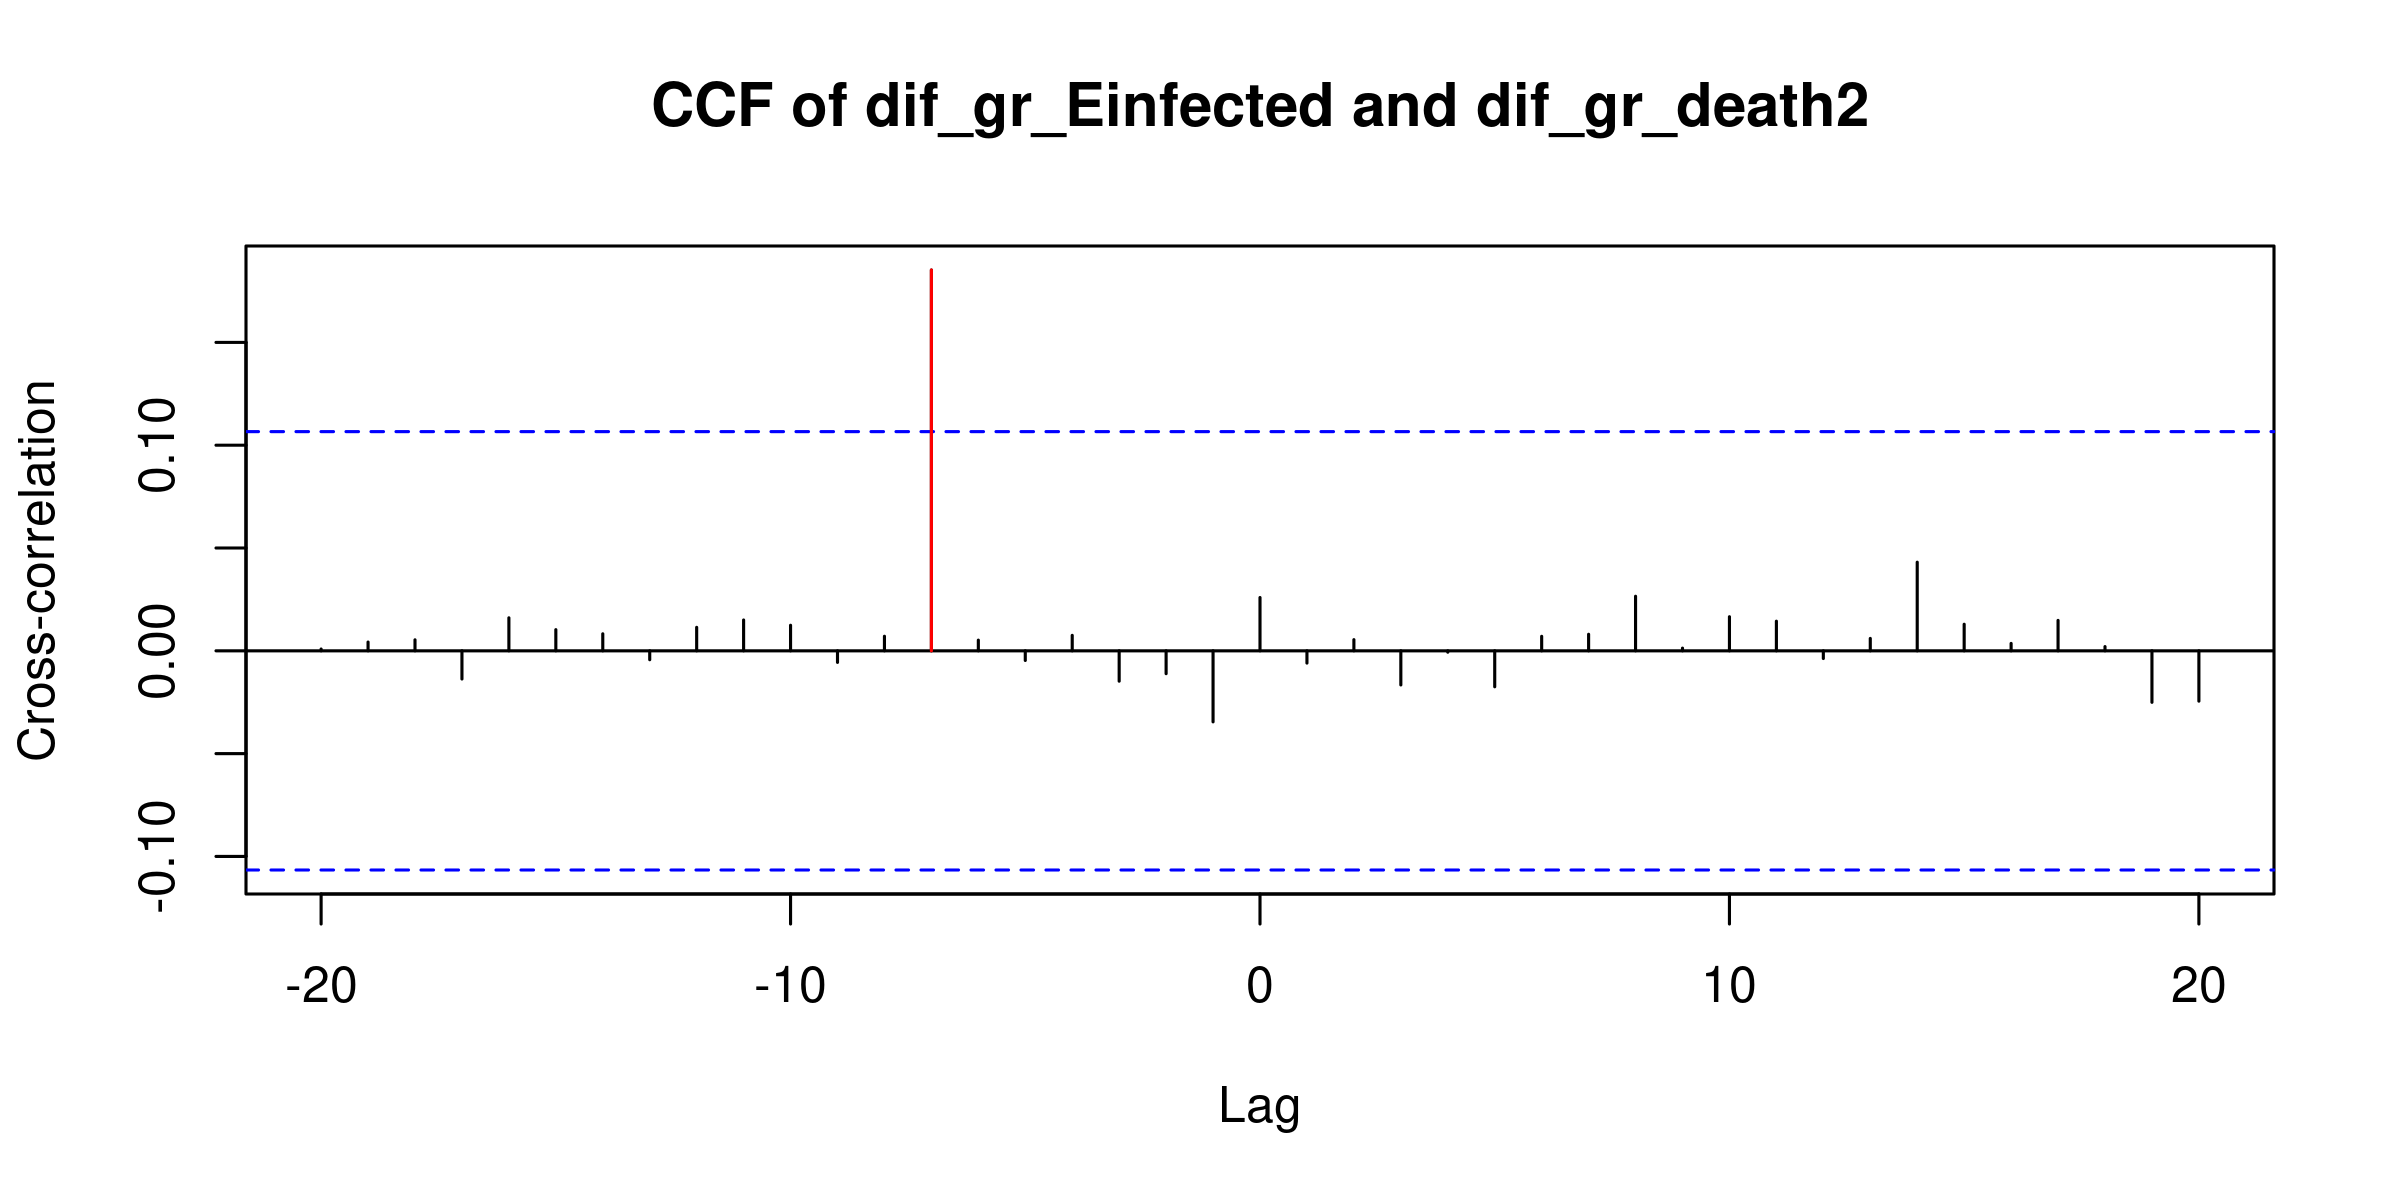 CCF of dif_gr_Einfected and dif_gr_death2
Cross-correlation
0.10
0.00
-0.10
-20 -10 0 10 20
Lag